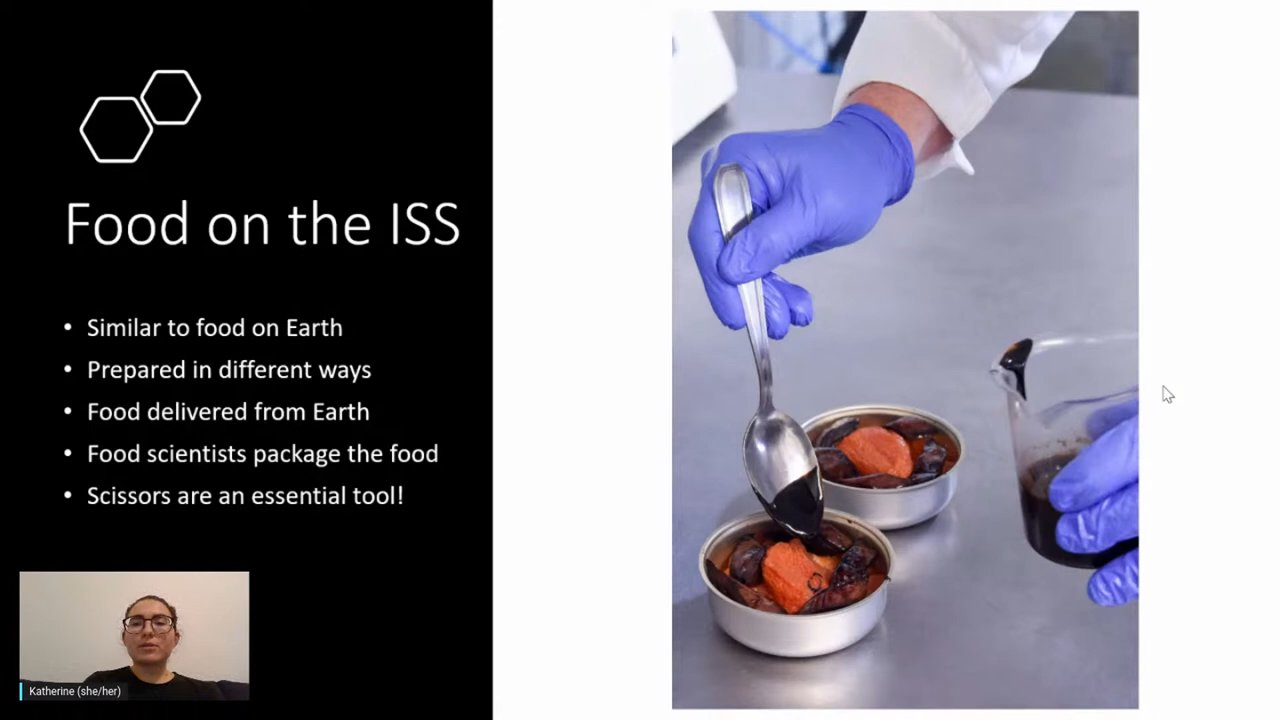 Food on the ISS
• Similar to food on Earth
• Prepared in different ways
• Food delivered from Earth
• Food scientists package the food
• Scissors are an essential tool!
Katherine (she/her)